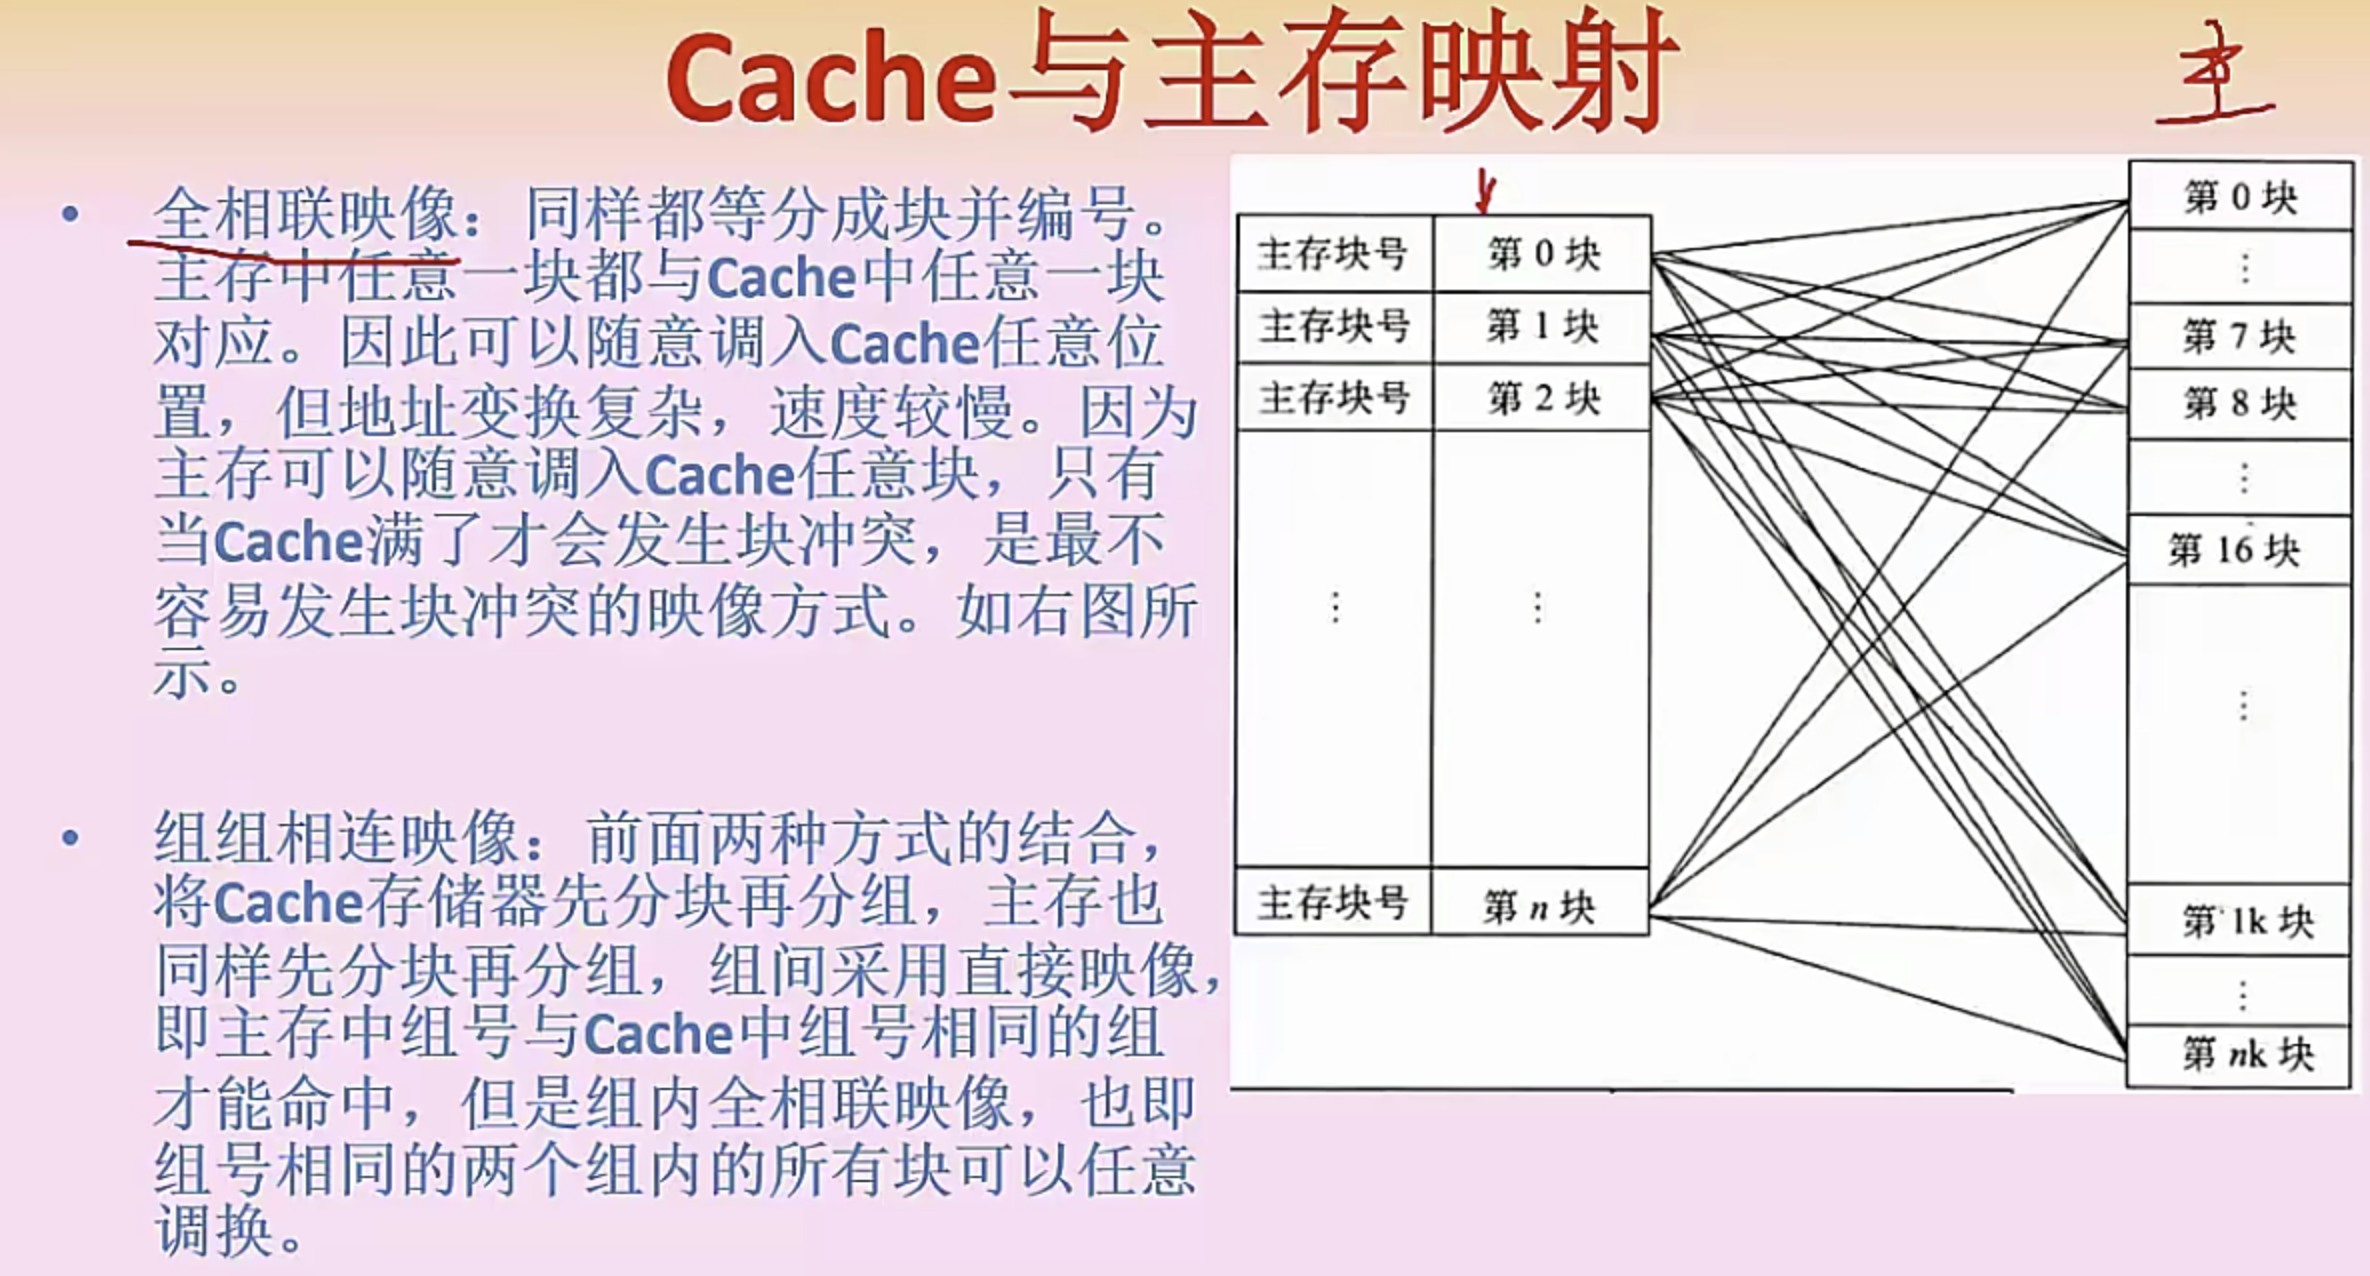 Cache与主存映射
主
• 全相联映像：同样都等分成块并编号。
主存中任意一块都与Cache中任意一块
对应。因此可以随意调入Cache任意位
置，但地址变换复杂，速度较慢。因为
主存可以随意调入Cache任意块，只有
当Cache满了才会发生块冲突，是最不
容易发生块冲突的映像方式。如右图所
示。
• 组组相连映像：前面两种方式的结合，
将Cache存储器先分块再分组，主存也
同样先分块再分组，组间采用直接映像，
即主存中组号与Cache中组号相同的组
才能命中，但是组内全相联映像，也即
组号相同的两个组内的所有块可以任意
调换。
主存块号 第 0 块
主存块号 第 1 块
主存块号 第 2 块
⋮ ⋮
主存块号 第 n 块
第 0 块
⋮
第 7 块
第 8 块
⋮
第 16 块
⋮
第 1k 块
⋮
第 nk 块